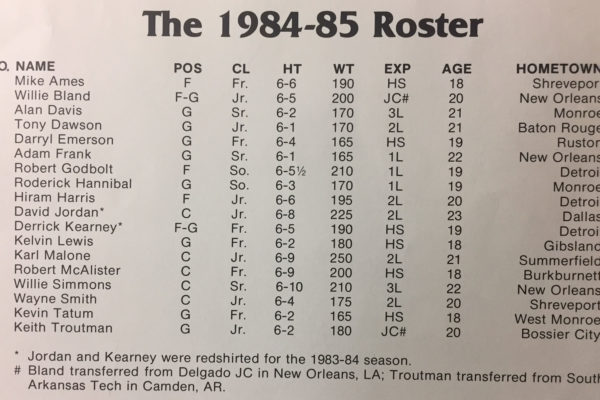 The 1984-85 Roster
O. NAME POS CL HT WT EXP AGE HOMETOWN
Mike Ames F Fr. 6-6 190 HS 18 Shreveport
Willie Bland F-G Jr. 6-5 200 JC# 20 New Orleans
Alan Davis G Sr. 6-2 170 3L 21 Monroe
Tony Dawson G Jr. 6-1 170 2L 21 Baton Rouge
Darryl Emerson G Fr. 6-4 165 HS 19 Ruston
Adam Frank G Sr. 6-1 165 1L 22 New Orleans
Robert Godbolt F So. 6-5½ 210 1L 19 Detroi
Roderick Hannibal G So. 6-3 170 1L 19 Monroe
Hiram Harris F Jr. 6-6 195 2L 20 Detroi
David Jordan* C Jr. 6-8 225 2L 23 Dallas
Derrick Kearney* F-G Fr. 6-5 190 HS 19 Detroi
Kelvin Lewis G Fr. 6-2 180 HS 18 Gibsland
Karl Malone C Jr. 6-9 250 2L 21 Summerfield
Robert McAlister C Fr. 6-9 200 HS 18 Burkburnett
Willie Simmons C Sr. 6-10 210 3L 22 New Orleans
Wayne Smith C Jr. 6-4 175 2L 20 Shreveport
Kevin Tatum G Fr. 6-2 165 HS 18 West Monroe
Keith Troutman G Jr. 6-2 180 JC# 20 Bossier City
* Jordan and Kearney were redshirted for the 1983-84 season.
# Bland transferred from Delgado JC in New Orleans, LA; Troutman transferred from South
Arkansas Tech in Camden, AR.